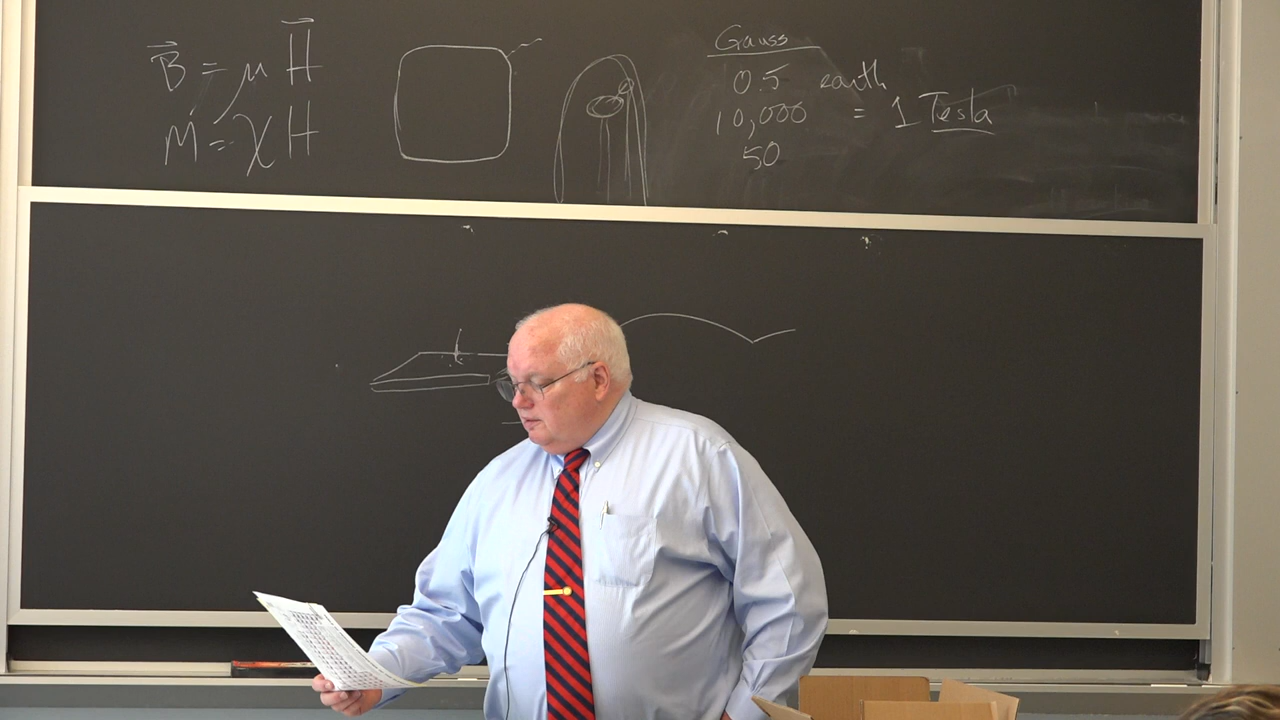 B⃗ = μ H⃗
M = χ H
Gauss
0.5 earth
10,000 = 1 Tesla
50